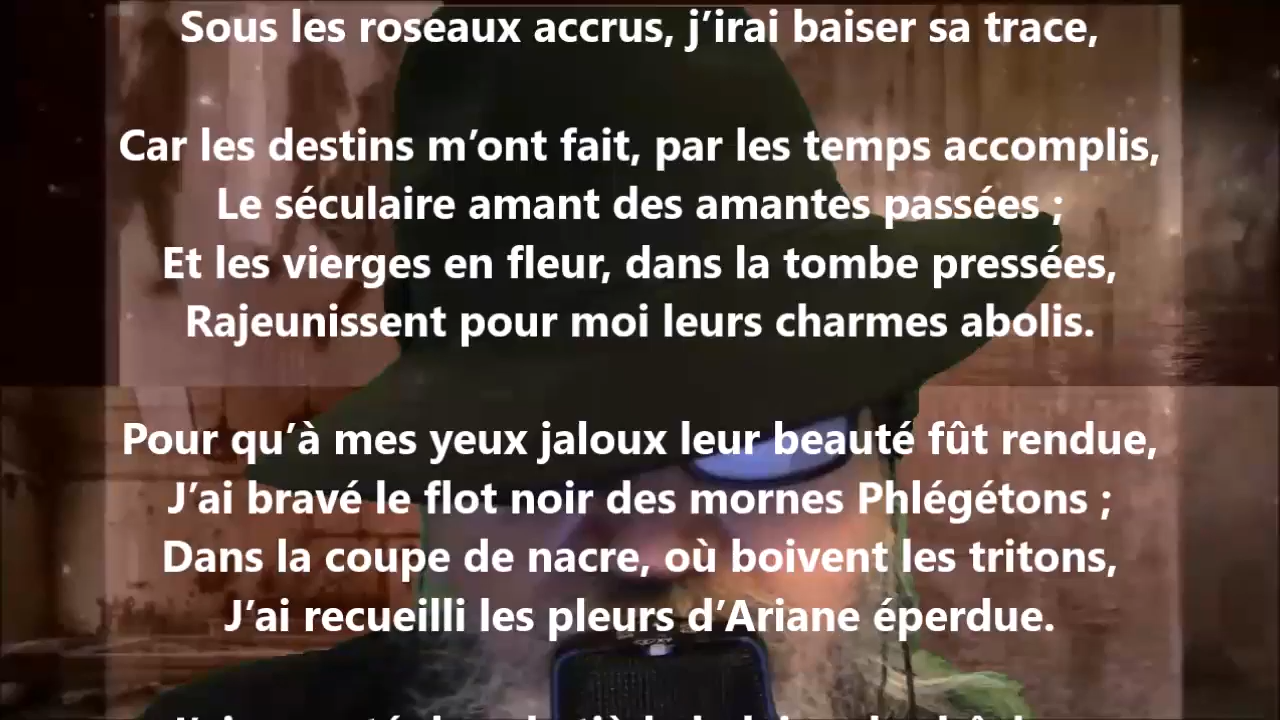 Sous les roseaux accrus, j’irai baiser sa trace,
Car les destins m’ont fait, par les temps accomplis,
Le séculaire amant des amantes passées ;
Et les vierges en fleur, dans la tombe pressées,
Rajeunissent pour moi leurs charmes abolis.
Pour qu’à mes yeux jaloux leur beauté fût rendue,
J’ai bravé le flot noir des mornes Phlégétons ;
Dans la coupe de nacre, où boivent les tritons,
J’ai recueilli les pleurs d’Ariane éperdue.